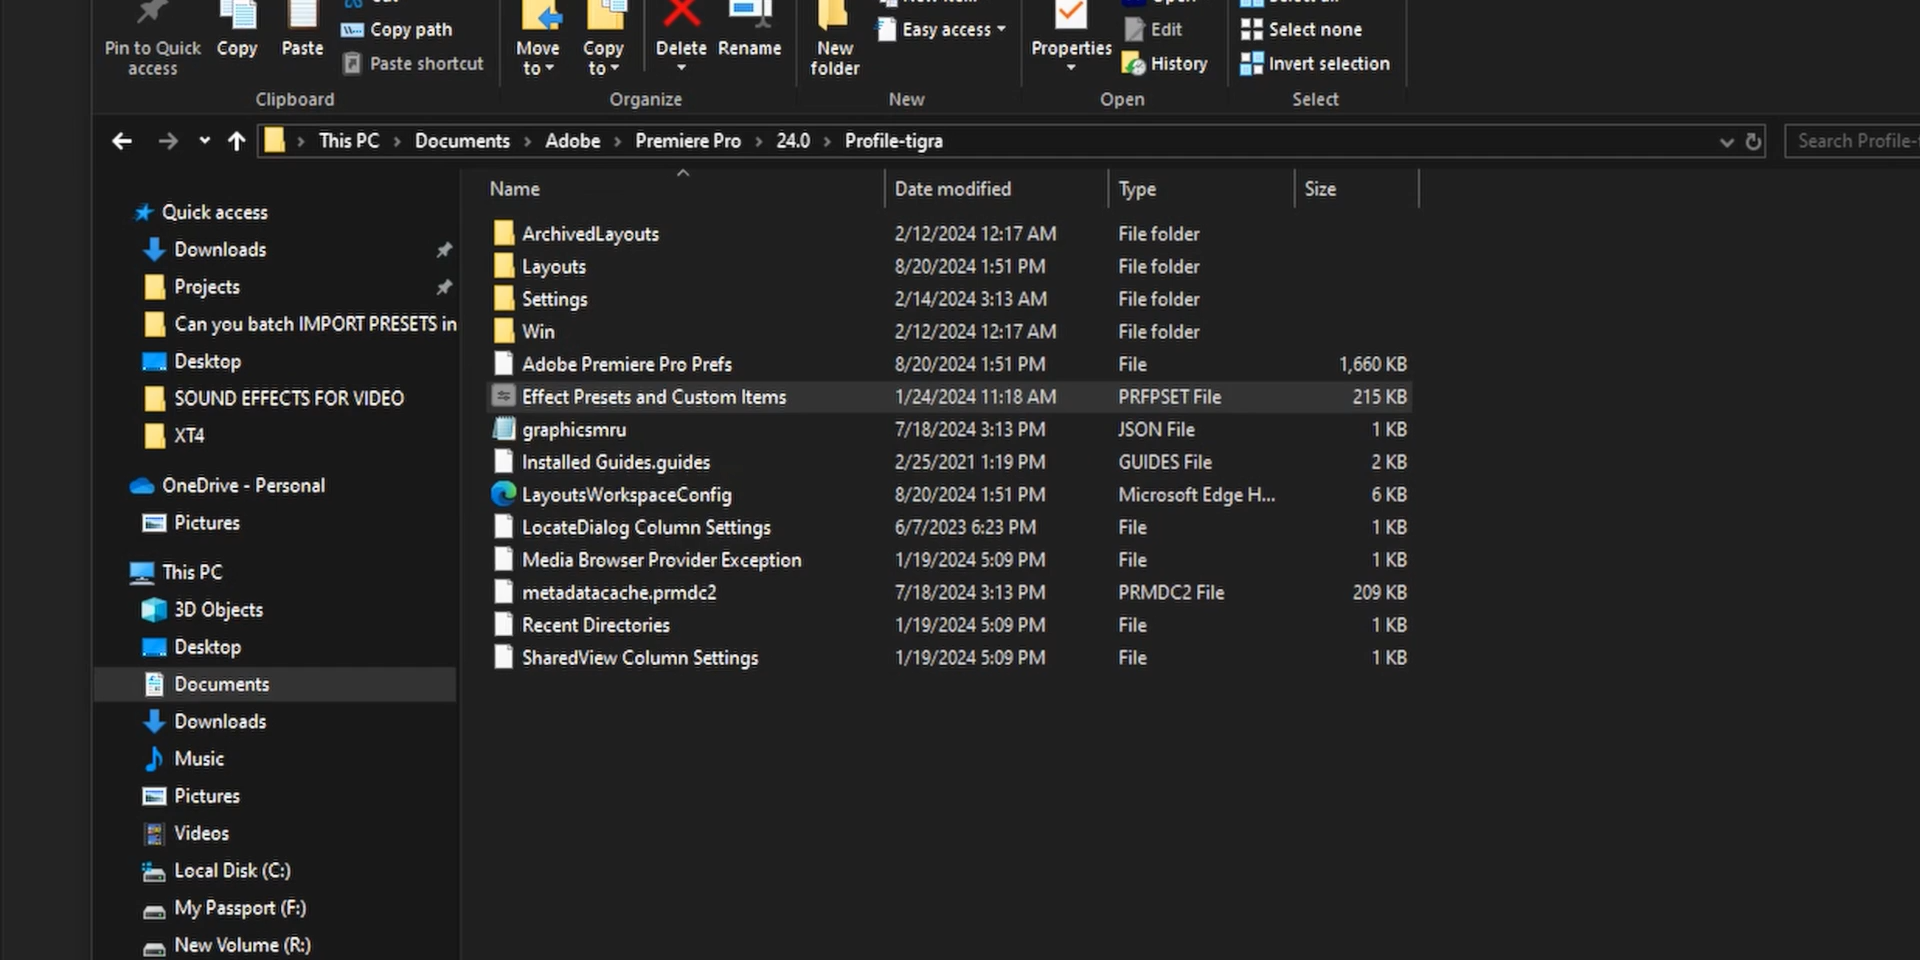 Pin to Quick access
Copy
Paste
Copy path
Paste shortcut
Move to
Copy to
Delete
Rename
New folder
Easy access
Properties
Edit
History
Select none
Invert selection
Clipboard
Organize
New
Open
Select
This PC > Documents > Adobe > Premiere Pro > 24.0 > Profile-tigra
Search Profile-
Name Date modified Type Size
ArchivedLayouts 2/12/2024 12:17 AM File folder
Layouts 8/20/2024 1:51 PM File folder
Settings 2/14/2024 3:13 AM File folder
Win 2/12/2024 12:17 AM File folder
Adobe Premiere Pro Prefs 8/20/2024 1:51 PM File 1,660 KB
Effect Presets and Custom Items 1/24/2024 11:18 AM PRFPSET File 215 KB
graphicsmru 7/18/2024 3:13 PM JSON File 1 KB
Installed Guides.guides 2/25/2021 1:19 PM GUIDES File 2 KB
LayoutsWorkspaceConfig 8/20/2024 1:51 PM Microsoft Edge H... 6 KB
LocateDialog Column Settings 6/7/2023 6:23 PM File 1 KB
Media Browser Provider Exception 1/19/2024 5:09 PM File 1 KB
metadatacache.prmdc2 7/18/2024 3:13 PM PRMDC2 File 209 KB
Recent Directories 1/19/2024 5:09 PM File 1 KB
SharedView Column Settings 1/19/2024 5:09 PM File 1 KB
Quick access
Downloads
Projects
Can you batch IMPORT PRESETS in
Desktop
SOUND EFFECTS FOR VIDEO
XT4
OneDrive - Personal
Pictures
This PC
3D Objects
Desktop
Documents
Downloads
Music
Pictures
Videos
Local Disk (C:)
My Passport (F:)
New Volume (R:)